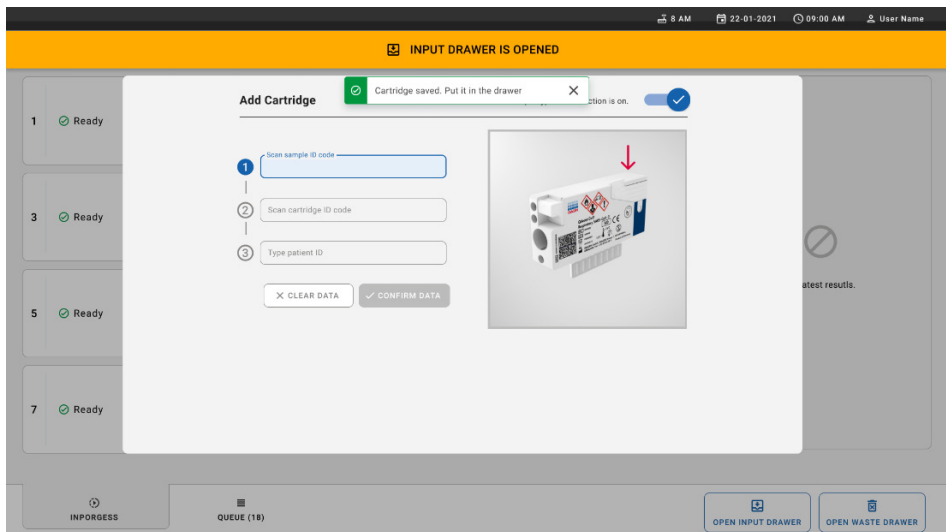 8 AM 22-01-2021 09:00 AM User Name
INPUT DRAWER IS OPENED
Cartridge saved. Put it in the drawer
Add Cartridge
ction is on.
1 Ready
Scan sample ID code
1
2 Scan cartridge ID code
3 Ready
3 Type patient ID
CLEAR DATA CONFIRM DATA
atest resutls.
5 Ready
7 Ready
INPORGESS
QUEUE (18)
OPEN INPUT DRAWER
OPEN WASTE DRAWER